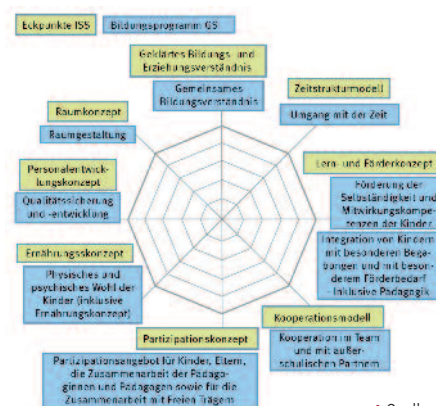 Eckpunkte ISS
Bildungsprogramm GS
Geklärtes Bildungs- und
Erziehungsverständnis
Gemeinsames
Bildungsverständnis
Zeitstrukturmodell
Umgang mit der Zeit
Raumkonzept
Raumgestaltung
Lern- und Förderkonzept
Förderung der
Selbständigkeit und
Mitwirkungskompe-
tenzen der Kinder
Integration von Kindern
mit besonderen Bega-
bungen und mit beson-
derem Förderbedarf
- Inklusive Pädagogik
Personalentwick-
lungskonzept
Qualitätssicherung
und -entwicklung
Ernährungsskonzept
Physisches und
psychisches Wohl der
Kinder (inklusive
Ernährungskonzept)
Kooperationsmodell
Kooperation im Team
und mit außer-
schulischen Partnern
Partizipationskonzept
Partizipationsangebot für Kinder, Eltern,
die Zusammenarbeit der Pädago-
ginnen und Pädagogen sowie für die
Zusammenarbeit mit Freien Trägern